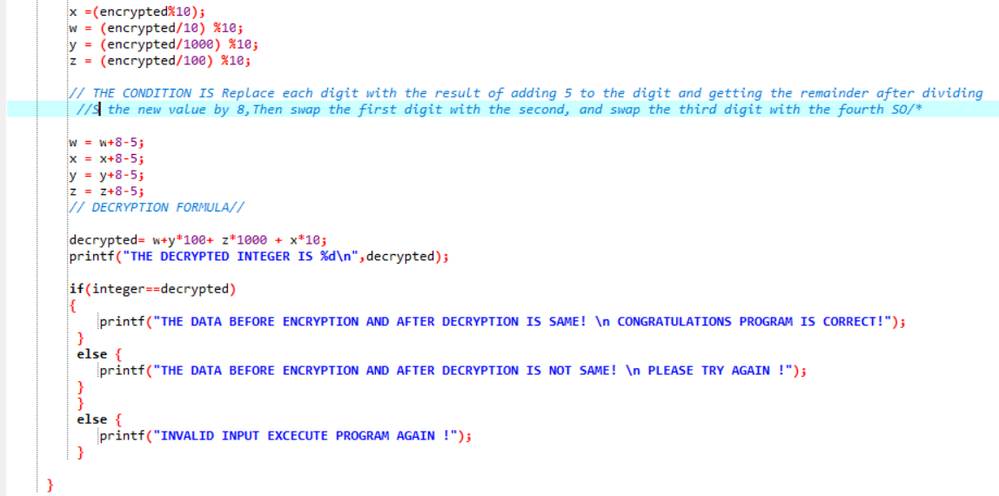 x =(encrypted%10);
w = (encrypted/10) %10;
y = (encrypted/1000) %10;
z = (encrypted/100) %10;
// THE CONDITION IS Replace each digit with the result of adding 5 to the digit and getting the remainder after dividing
//S the new value by 8,Then swap the first digit with the second, and swap the third digit with the fourth SO/*
w = w+8-5;
x = x+8-5;
y = y+8-5;
z = z+8-5;
// DECRYPTION FORMULA//
decrypted= w+y*100+ z*1000 + x*10;
printf("THE DECRYPTED INTEGER IS %d\n",decrypted);
if(integer==decrypted)
{
printf("THE DATA BEFORE ENCRYPTION AND AFTER DECRYPTION IS SAME! \n CONGRATULATIONS PROGRAM IS CORRECT!");
}
else {
printf("THE DATA BEFORE ENCRYPTION AND AFTER DECRYPTION IS NOT SAME! \n PLEASE TRY AGAIN !");
}
}
else {
printf("INVALID INPUT EXCECUTE PROGRAM AGAIN !");
}
}